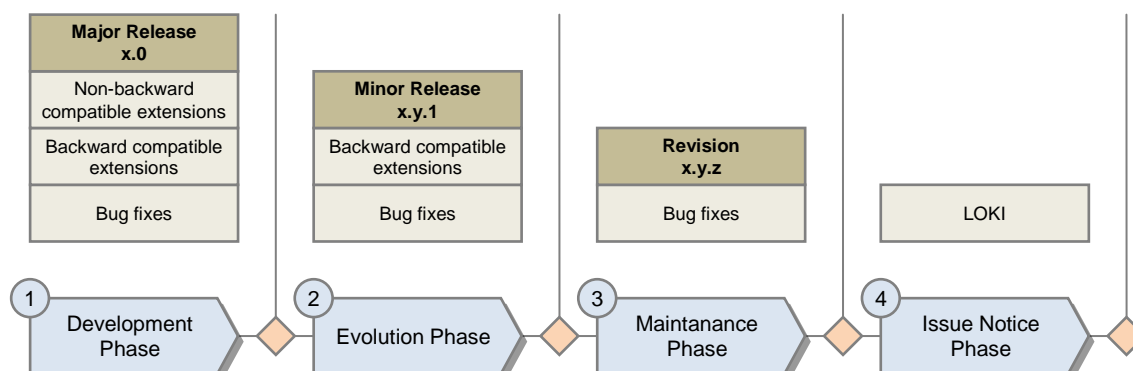 Major Release
x.0
Non-backward
compatible extensions
Backward compatible
extensions
Bug fixes
Minor Release
x.y.1
Backward compatible
extensions
Bug fixes
Revision
x.y.z
Bug fixes
LOKI
1
Development
Phase
2
Evolution Phase
3
Maintanance
Phase
4
Issue Notice
Phase